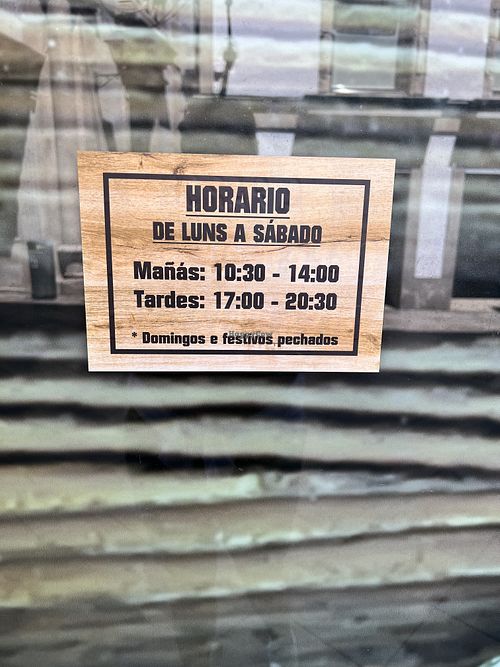 HORARIO
DE LUNS A SÁBADO
Mañás: 10:30 - 14:00
Tardes: 17:00 - 20:30
* Domingos e festivos pechados